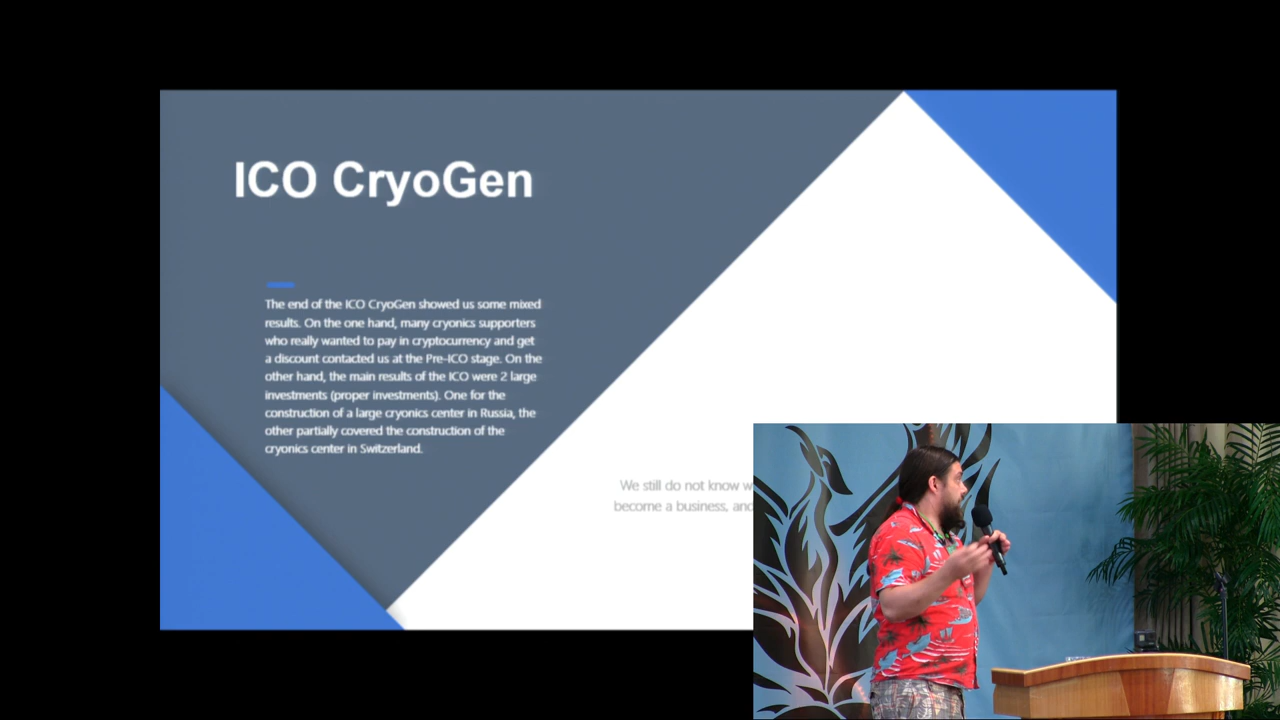 ICO CryoGen
The end of the ICO CryoGen showed us some mixed
results. On the one hand, many cryonics supporters
who really wanted to pay in cryptocurrency and get
a discount contacted us at the Pre-ICO stage. On the
other hand, the main results of the ICO were 2 large
investments (proper investments). One for the
construction of a large cryonics center in Russia, the
other partially covered the construction of the
cryonics center in Switzerland.
We still do not know
become a business, and